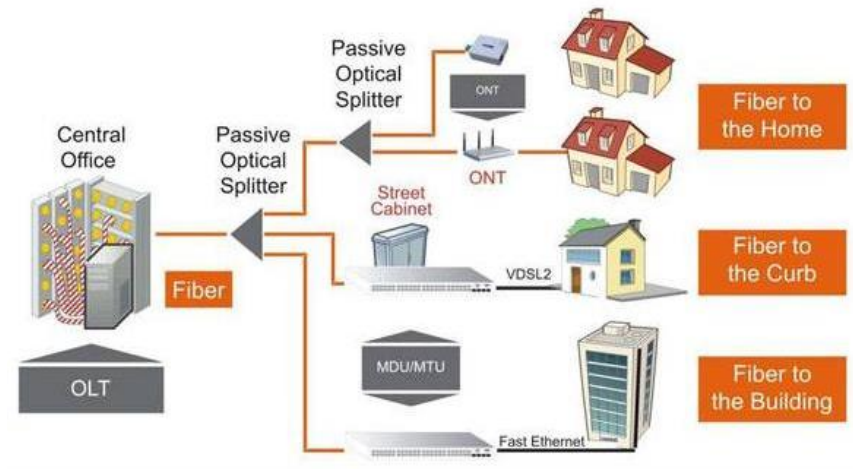 Passive
Optical
Splitter
ONT
Fiber to
the Home
Central
Office
Passive
Optical
Splitter
ONT
Street
Cabinet
Fiber
VDSL2
Fiber to
the Curb
OLT
MDU/MTU
Fiber to
the Building
Fast Ethernet